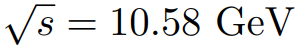 √s = 10.58 GeV